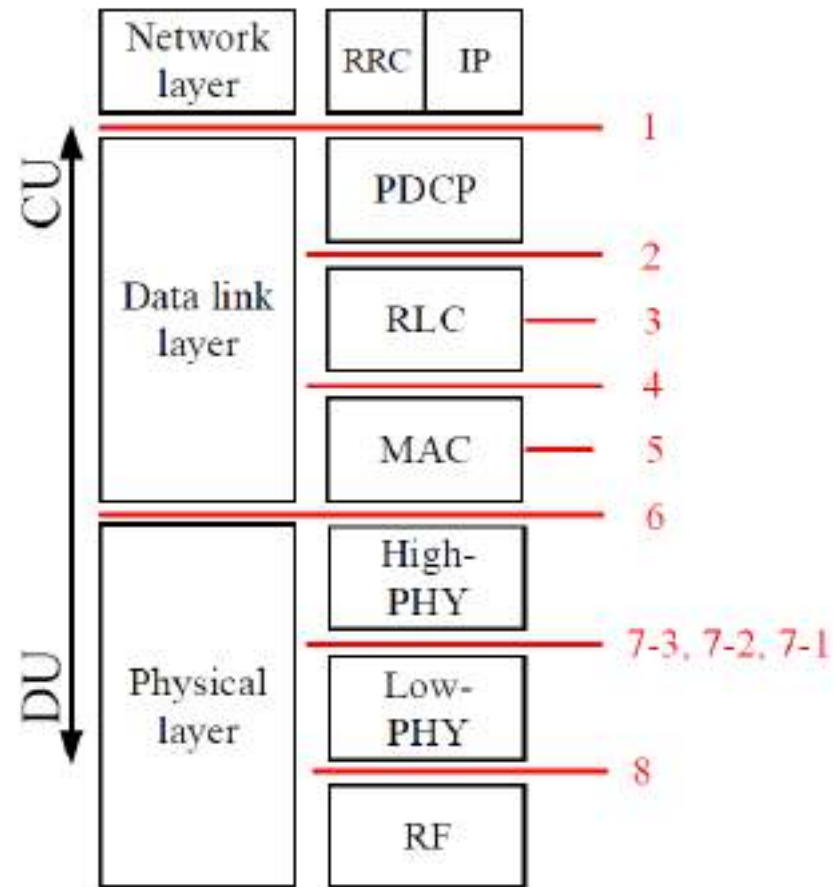 Network
layer
RRC
IP
1
CU
PDCP
2
Data link
layer
RLC
3
4
MAC
5
6
High-
PHY
7-3, 7-2, 7-1
DU
Physical
layer
Low-
PHY
8
RF